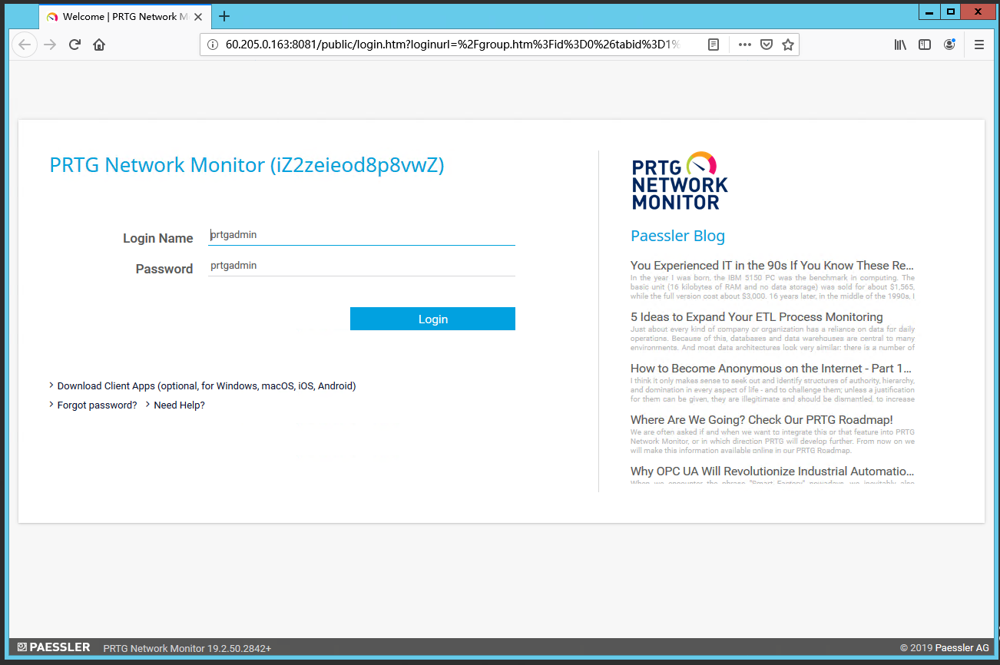 Welcome | PRTG Network M
60.205.0.163:8081/public/login.htm?loginurl=%2Fgroup.htm%3Fid%3D0%26tabid%3D1%
PRTG Network Monitor (iZ2zeieod8p8vwZ)
Login Name
prtgadmin
Password
prtgadmin
Login
Download Client Apps (optional, for Windows, macOS, iOS, Android)
Forgot password?
Need Help?
PRTG
NETWORK
MONITOR
Paessler Blog
You Experienced IT in the 90s If You Know These Re...
In the year I was born, the IBM 5150 PC was the benchmark in computing. The
basic unit (16 kilobytes of RAM and no data storage) was sold for about $1,565,
while the full version cost about $3,000. 16 years later, in the middle of the 1990s, I
5 Ideas to Expand Your ETL Process Monitoring
Just about every kind of company or organization has a reliance on data for daily
operations. Because of this, databases and data warehouses are central to many
environments. And most data architectures look very similar: there is a number of
How to Become Anonymous on the Internet - Part 1...
I think it only makes sense to seek out and identify structures of authority, hierarchy,
and domination in every aspect of life - and to challenge them; unless a justification
for them can be given, they are illegitimate and should be dismantled, to increase
Where Are We Going? Check Our PRTG Roadmap!
We are often asked if and when we want to integrate this or that feature into PRTG
Network Monitor, or in which direction PRTG will develop further. From now on we
will make this information available online in our PRTG Roadmap.
Why OPC UA Will Revolutionize Industrial Automatio...
When we encounter the phrase "Smart Factory" nowadays, we inevitably also
PAESSLER
PRTG Network Monitor 19.2.50.2842+
© 2019 Paessler AG